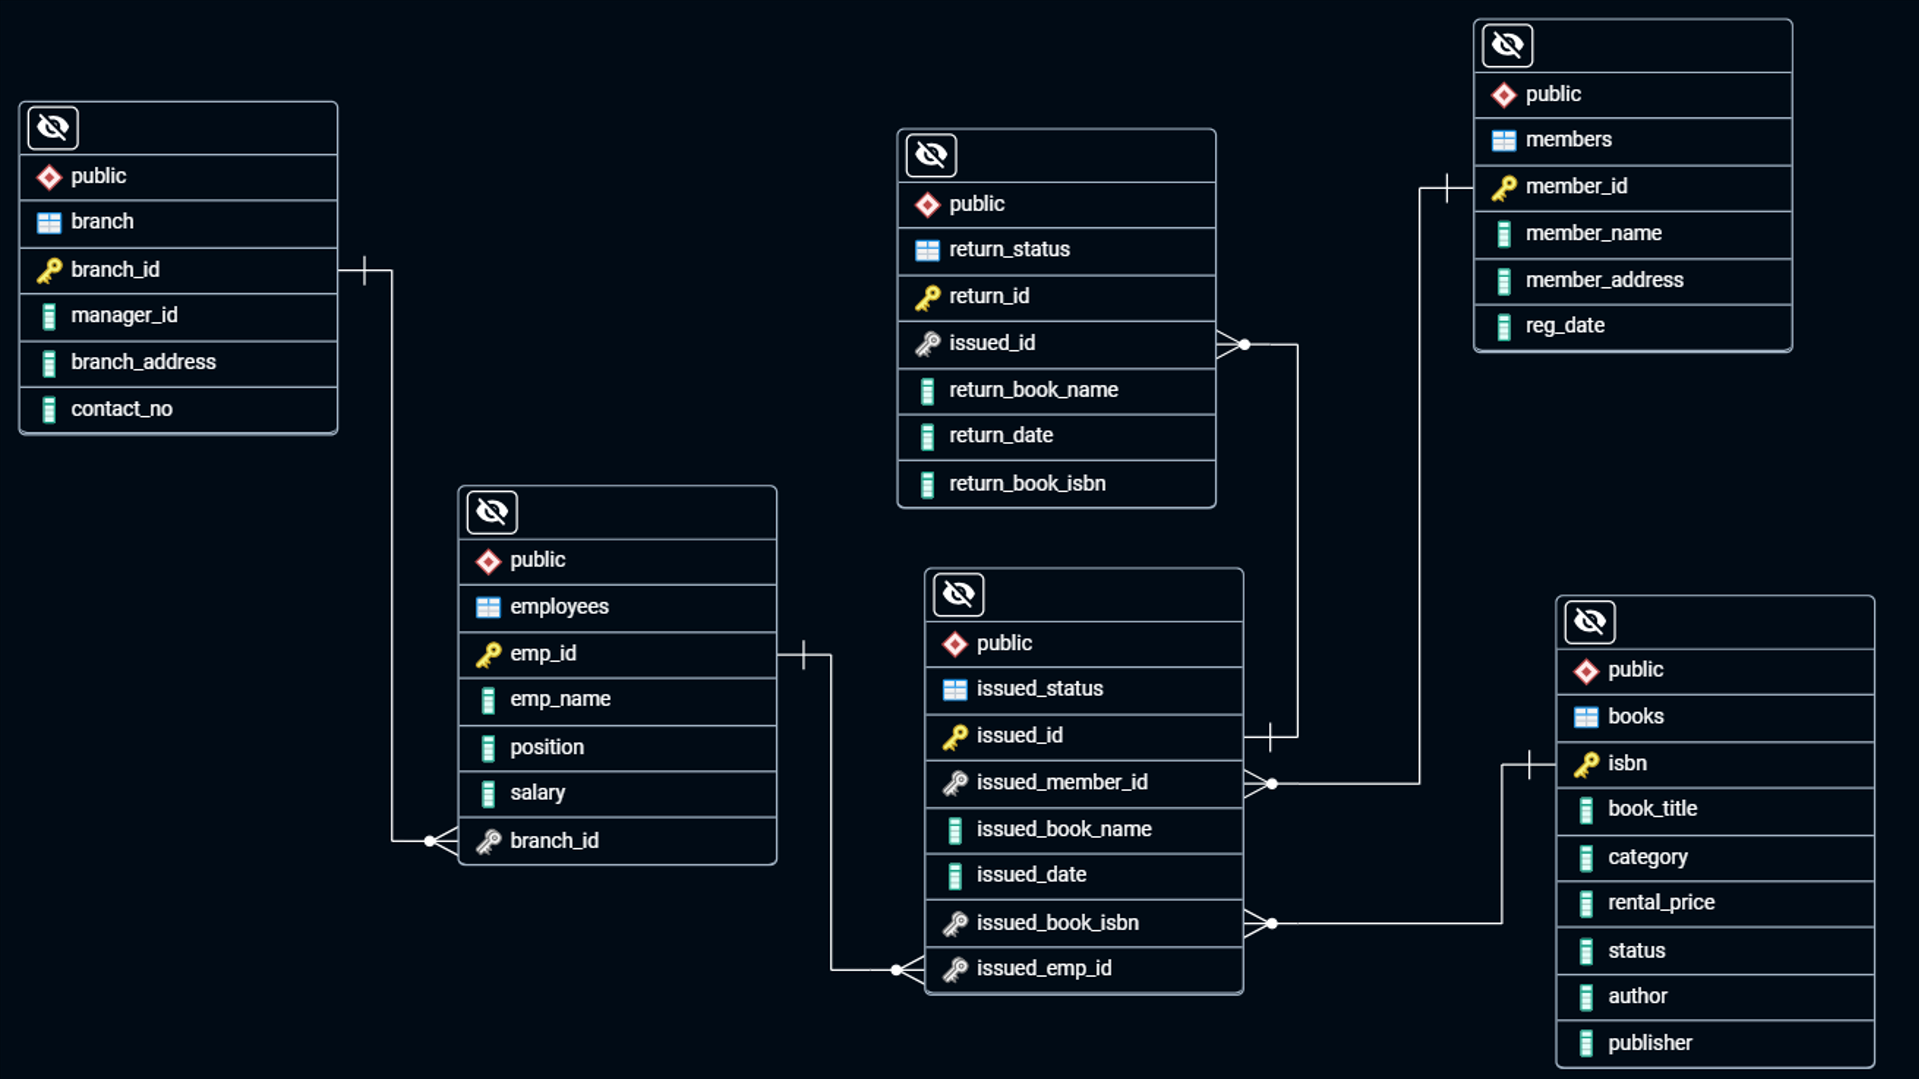 public
branch
branch_id
manager_id
branch_address
contact_no
public
employees
emp_id
emp_name
position
salary
branch_id
public
return_status
return_id
issued_id
return_book_name
return_date
return_book_isbn
public
issued_status
issued_id
issued_member_id
issued_book_name
issued_date
issued_book_isbn
issued_emp_id
public
members
member_id
member_name
member_address
reg_date
public
books
isbn
book_title
category
rental_price
status
author
publisher